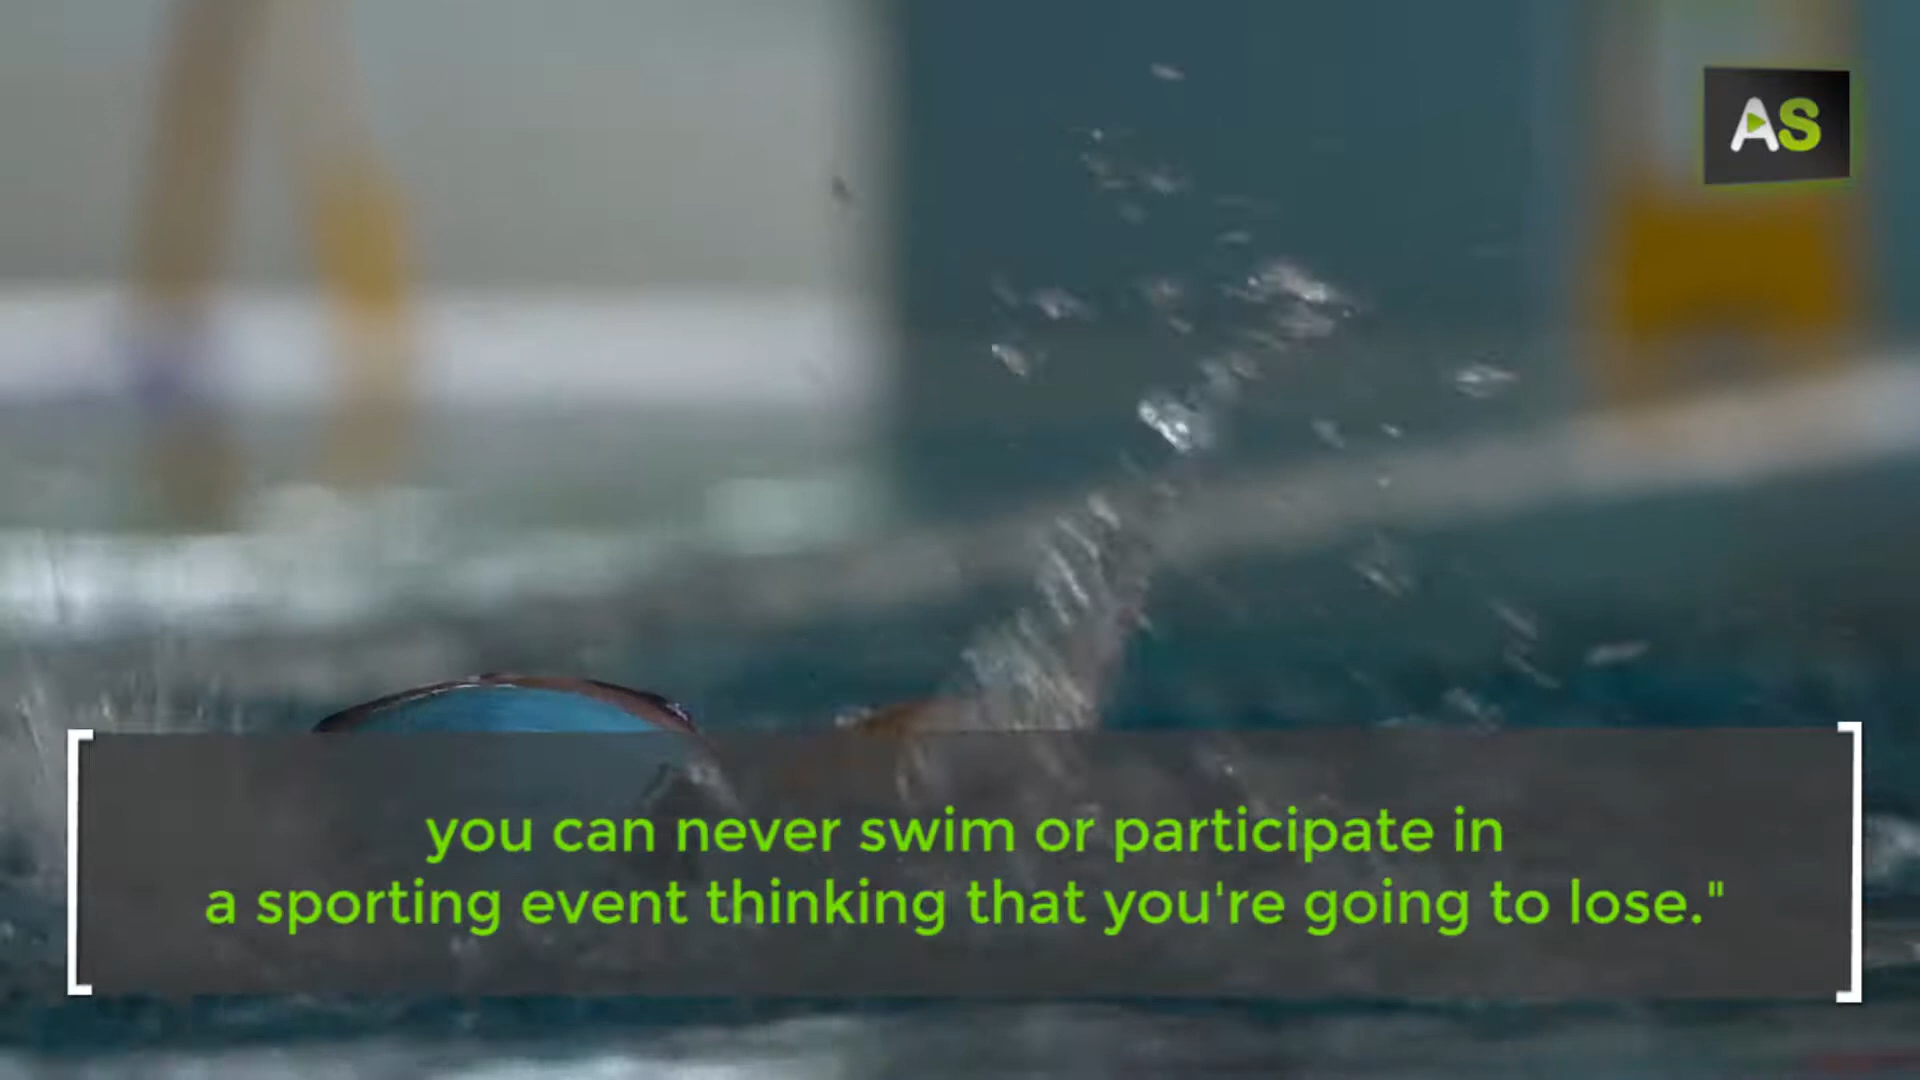 AS
you can never swim or participate in
a sporting event thinking that you're going to lose."